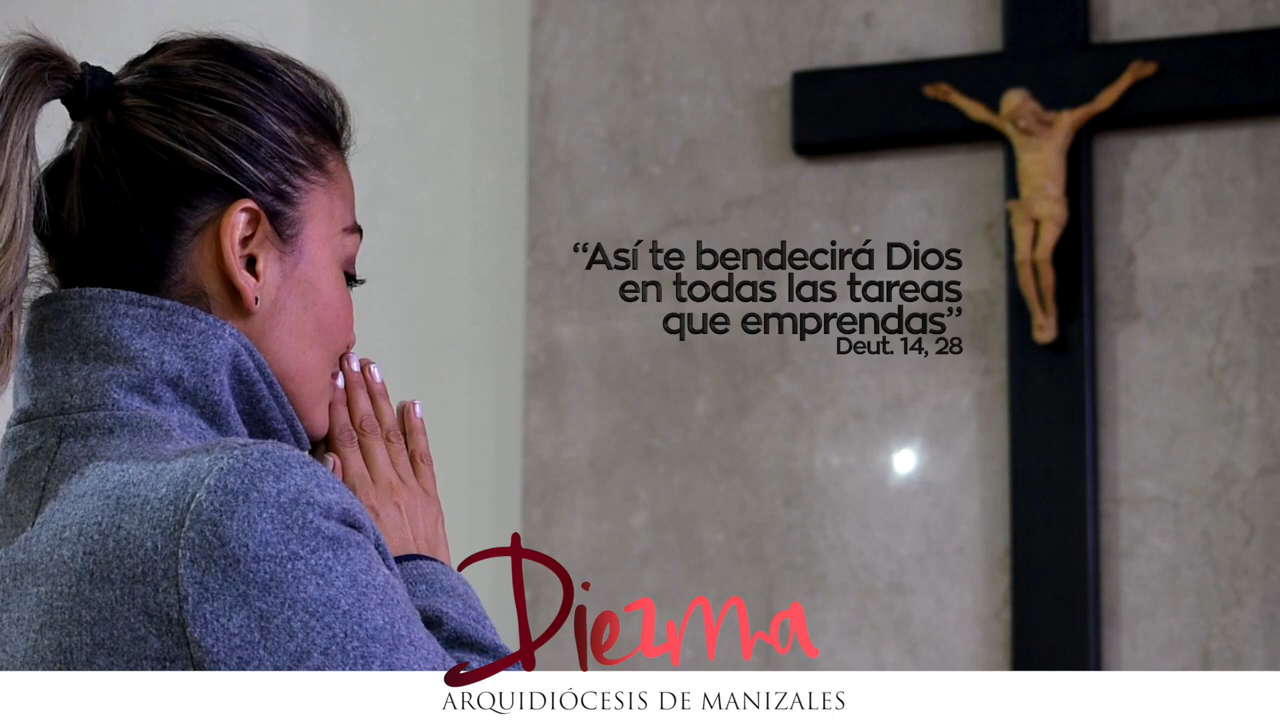 “Así te bendecirá Dios
en todas las tareas
que emprendas”
Deut. 14, 28
Diezma
ARQUIDIÓCESIS DE MANIZALES